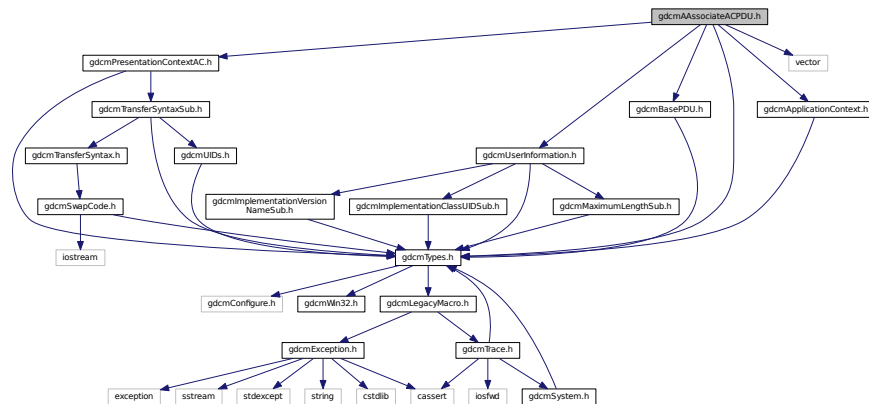 gdcmAAssociateACPDU.h
gdcmPresentationContextAC.h
vector
gdcmTransferSyntaxSub.h
gdcmBasePDU.h
gdcmApplicationContext.h
gdcmTransferSyntax.h
gdcmUIDs.h
gdcmUserInformation.h
gdcmSwapCode.h
gdcmImplementationVersion
NameSub.h
gdcmImplementationClassUIDSub.h
gdcmMaximumLengthSub.h
iostream
gdcmTypes.h
gdcmConfigure.h
gdcmWin32.h
gdcmLegacyMacro.h
gdcmException.h
gdcmTrace.h
exception
sstream
stdexcept
string
cstdlib
cassert
iosfwd
gdcmSystem.h